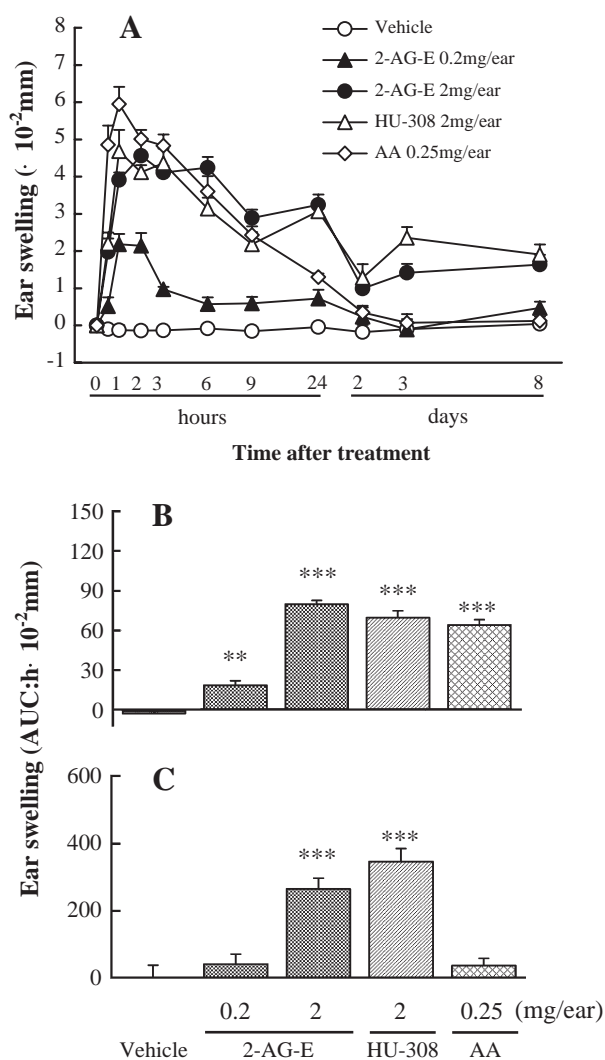 A
Vehicle
2-AG-E 0.2mg/ear
2-AG-E 2mg/ear
HU-308 2mg/ear
AA 0.25mg/ear
Ear swelling (· 10-2mm)
8
7
6
5
4
3
2
1
0
-1
0 1 2 3 6 9 24 2 3 8
hours days
Time after treatment
B
Ear swelling (AUC:h· 10-2mm)
150
120
90
60
30
0
** *** *** ***
C
600
400
200
0
*** ***
0.2 2 2 0.25 (mg/ear)
Vehicle 2-AG-E HU-308 AA